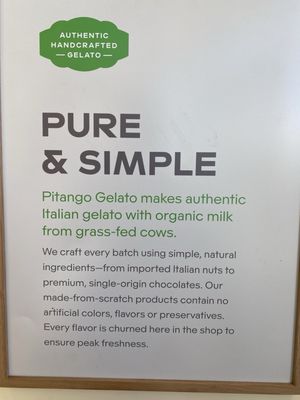 AUTHENTIC
HANDCRAFTED
— GELATO —
PURE
& SIMPLE
Pitango Gelato makes authentic
Italian gelato with organic milk
from grass-fed cows.
We craft every batch using simple, natural
ingredients—from imported Italian nuts to
premium, single-origin chocolates. Our
made-from-scratch products contain no
artificial colors, flavors or preservatives.
Every flavor is churned here in the shop to
ensure peak freshness.